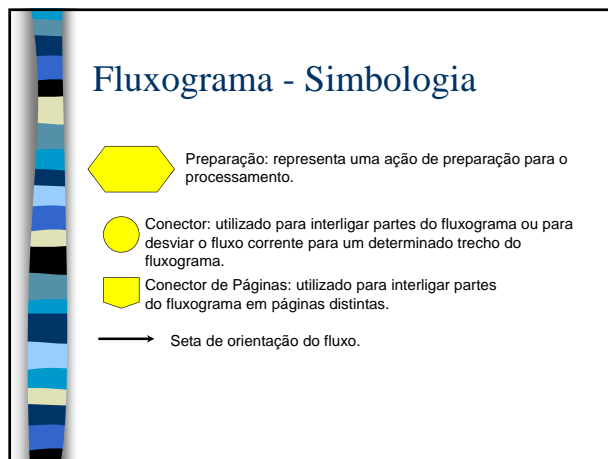 Fluxograma - Simbologia
Preparação: representa uma ação de preparação para o
processamento.
Conector: utilizado para interligar partes do fluxograma ou para
desviar o fluxo corrente para um determinado trecho do
fluxograma.
Conector de Páginas: utilizado para interligar partes
do fluxograma em páginas distintas.
Seta de orientação do fluxo.